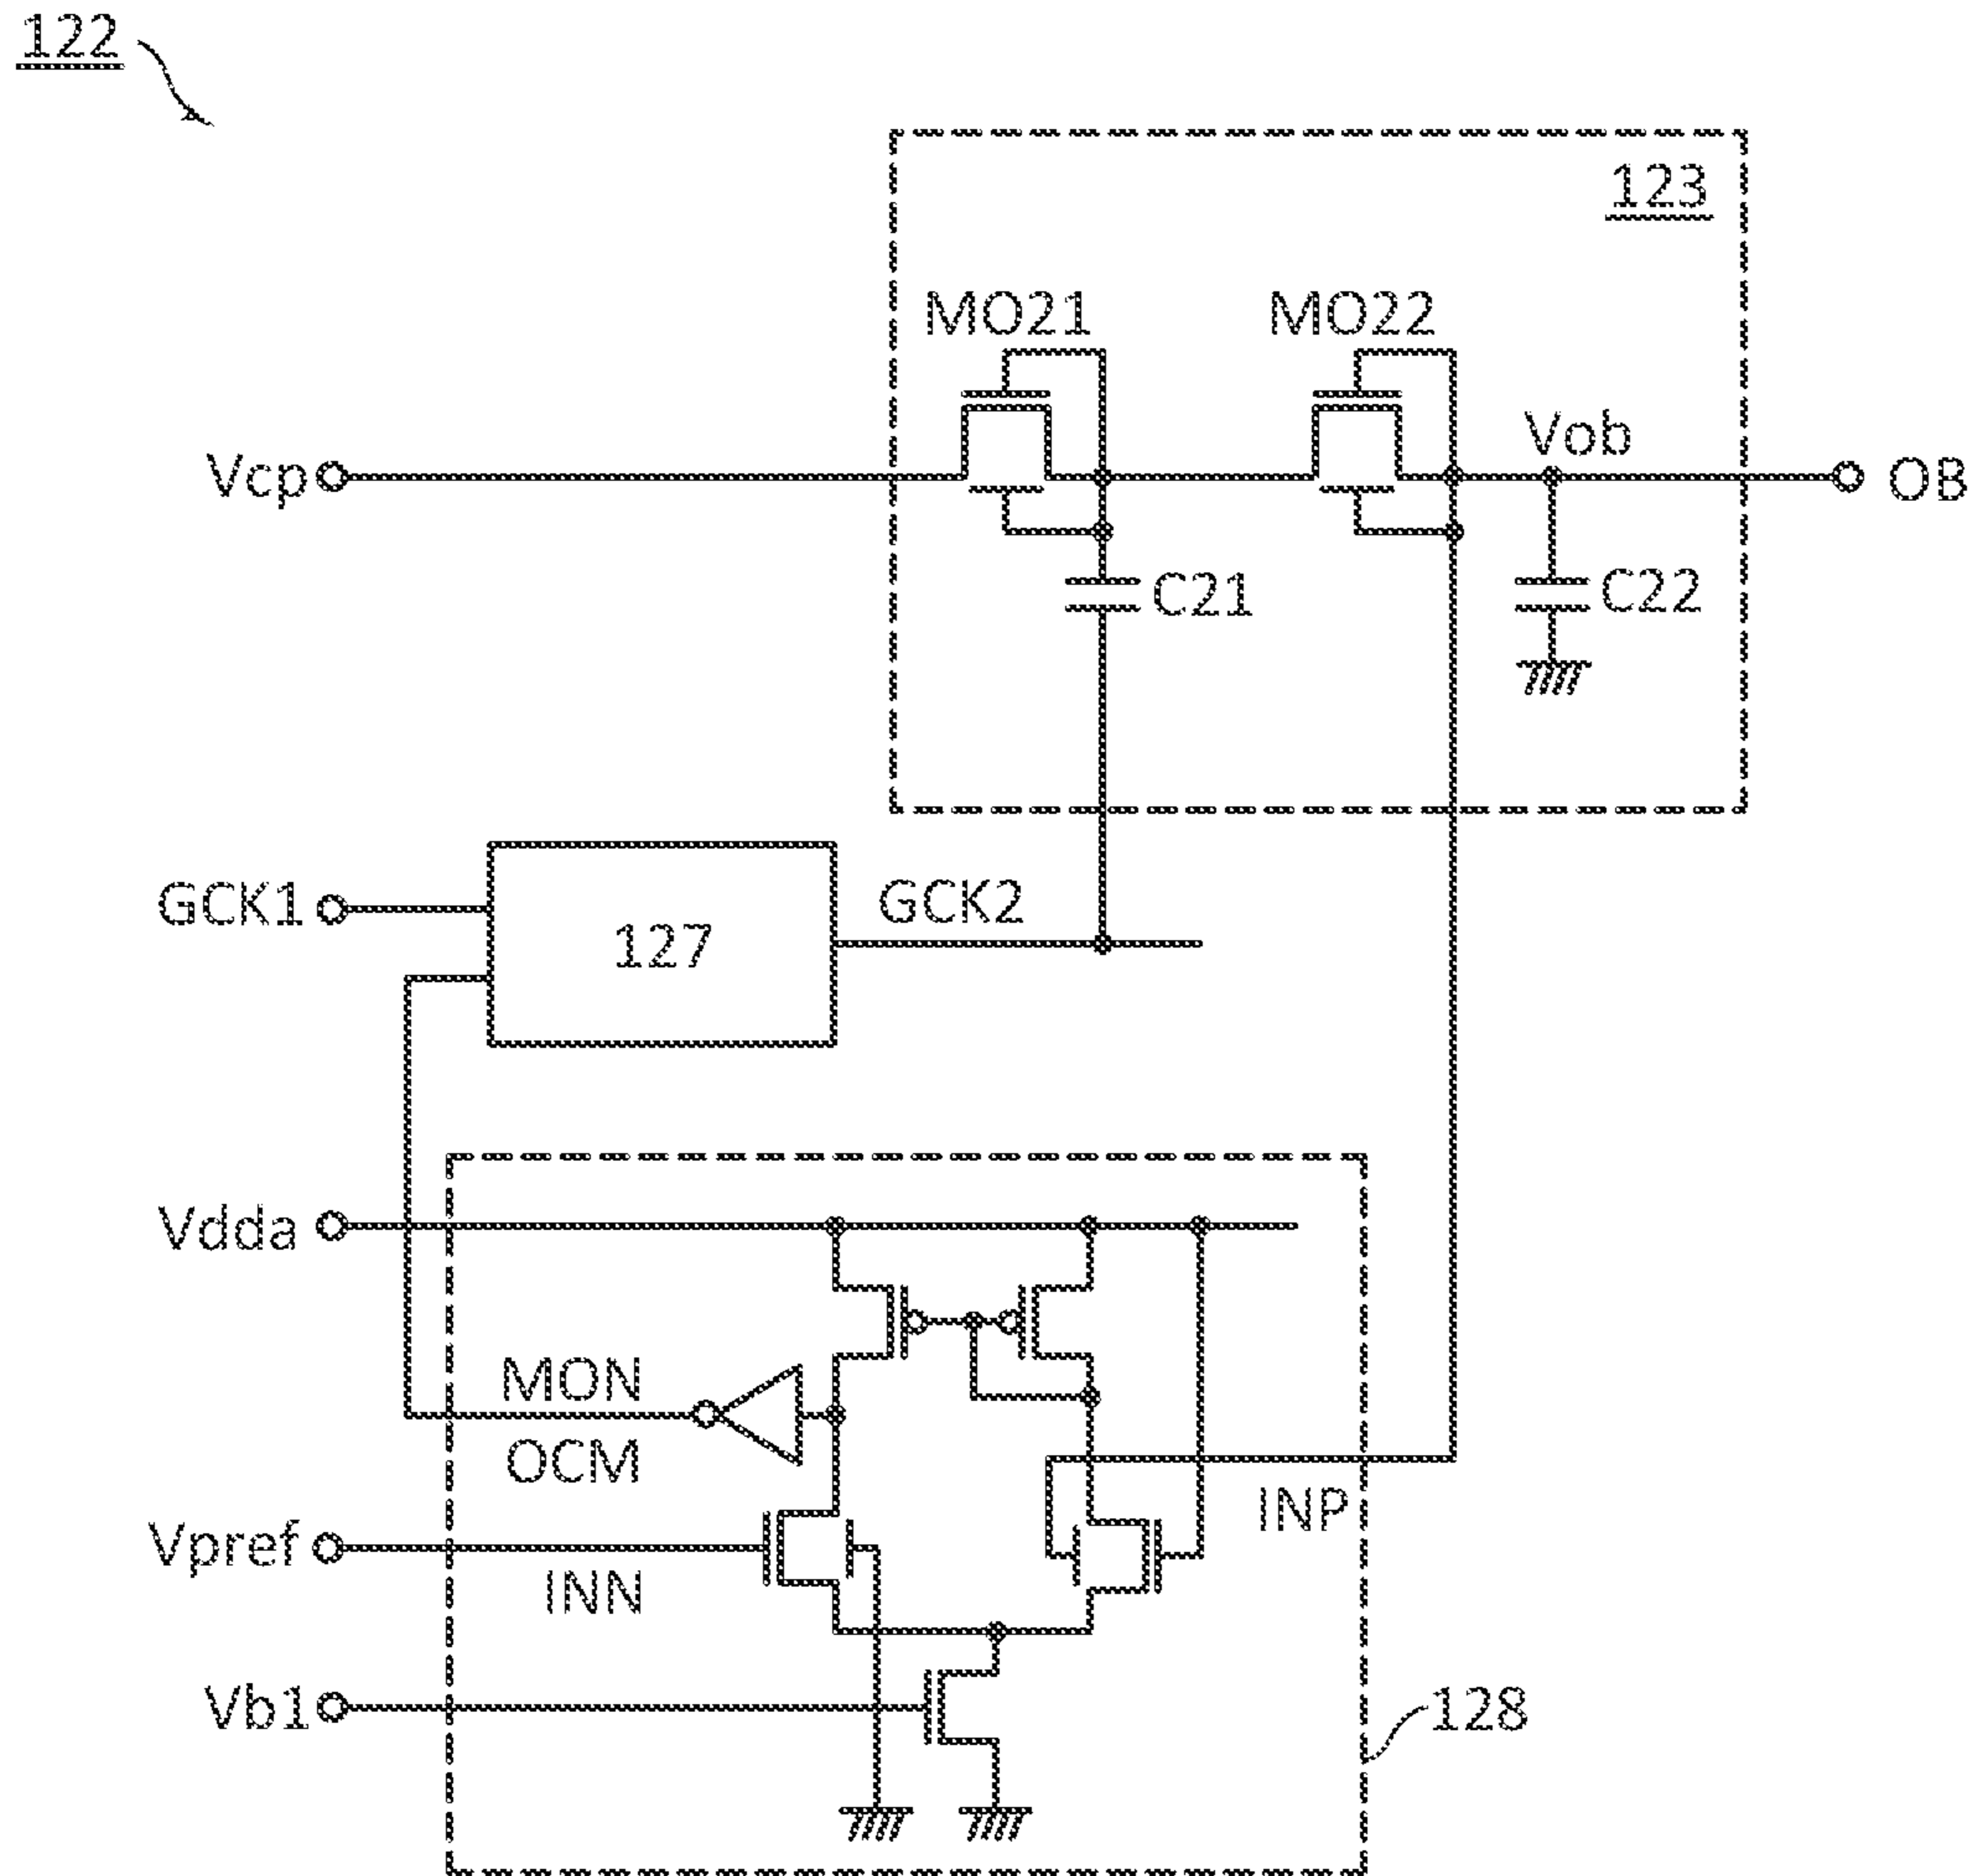 122
123
MO21
MO22
Vob
Vcp
OB
C21
C22
GCK1
GCK2
127
Vdda
MON
OCM
INP
Vpref
INN
Vb1
128